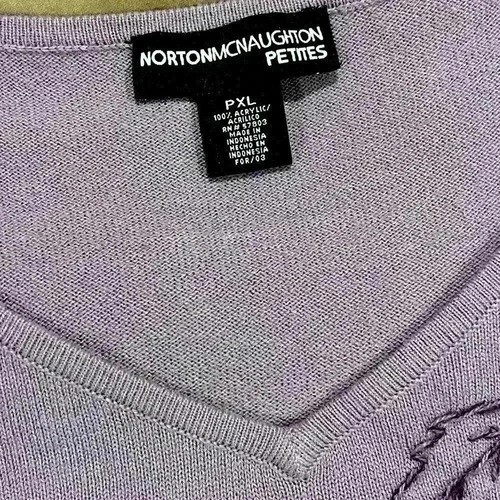 NORTONMCNAUGHTON
PETITES
PXL
100% ACRYLIC/
ACRILICO
RN# 57803
MADE IN
INDONESIA
HECHO EN
INDONESIA
FOR/03